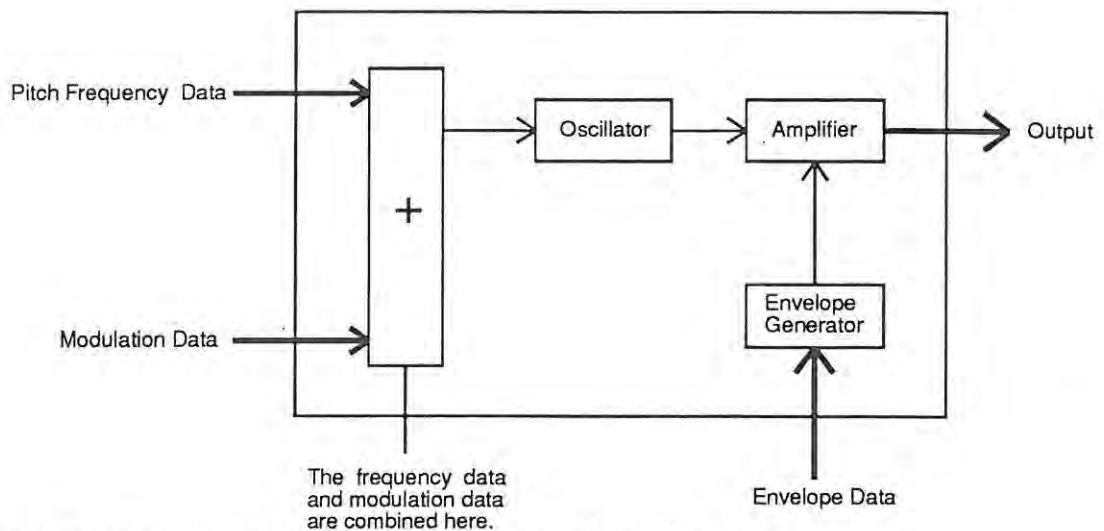 Pitch Frequency Data
Oscillator
Amplifier
Output
+
Envelope
Generator
Modulation Data
The frequency data
and modulation data
are combined here.
Envelope Data